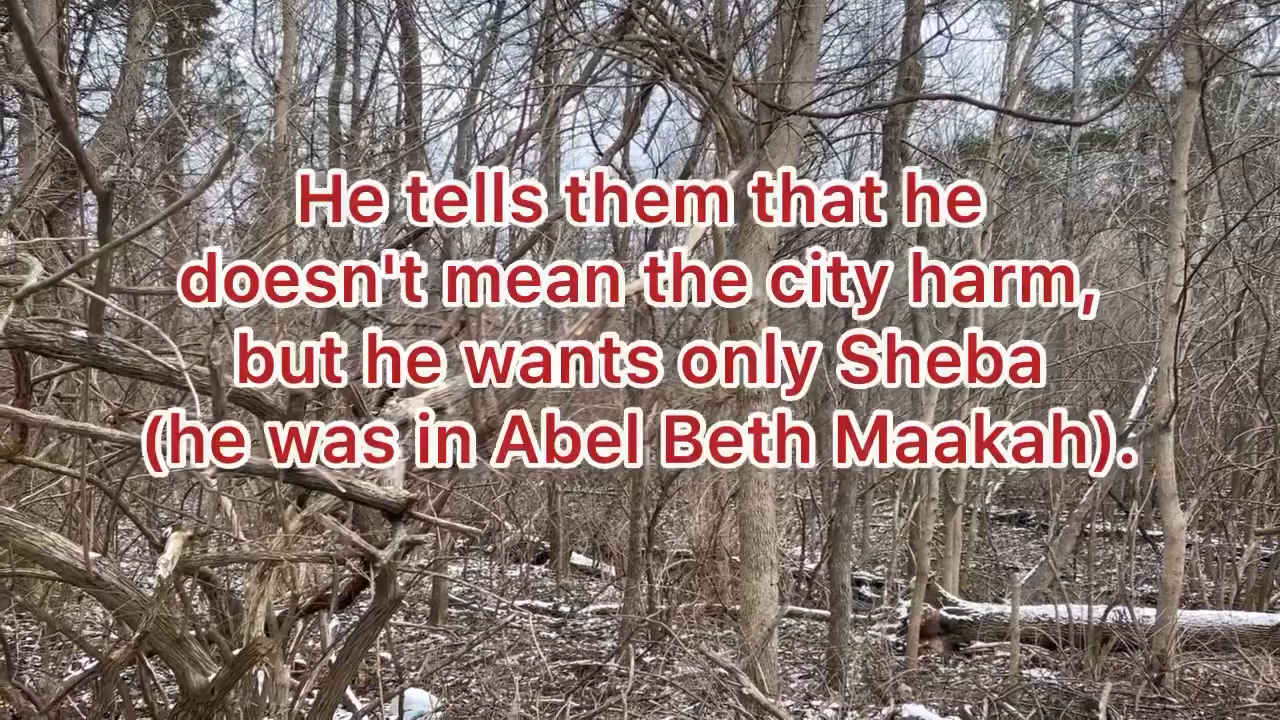 He tells them that he
doesn't mean the city harm,
but he wants only Sheba
(he was in Abel Beth Maakah).